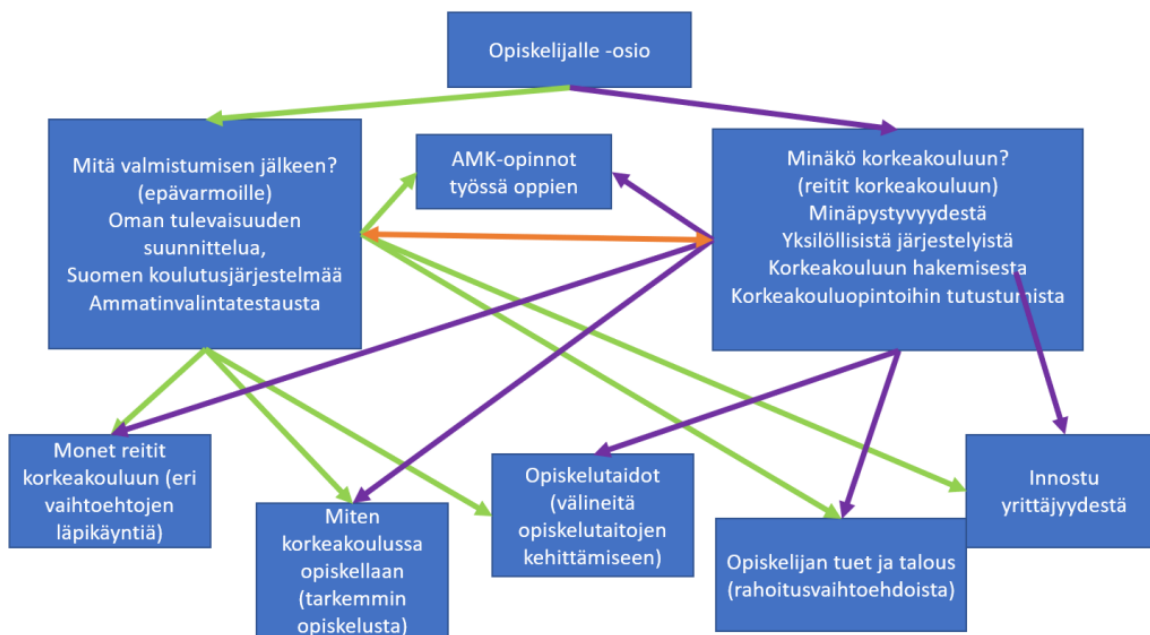 Opiskelijalle -osio
Mitä valmistumisen jälkeen?
(epävarmoille)
Oman tulevaisuuden
suunnittelua,
Suomen koulutusjärjestelmää
Ammatinvalintatestausta
AMK-opinnot
työssä oppien
Minäkö korkeakouluun?
(reitit korkeakouluun)
Minäpystyvyydestä
Yksilöllisistä järjestelyistä
Korkeakouluun hakemisesta
Korkeakouluopintoihin tutustumista
Monet reitit
korkeakouluun (eri
vaihtoehtojen
läpikäyntiä)
Miten
korkeakoulussa
opiskellaan
(tarkemmin
opiskelusta)
Opiskelutaidot
(välineitä
opiskelutaitojen
kehittämiseen)
Opiskelijan tuet ja talous
(rahoitusvaihtoehdoista)
Innostu
yrittäjyydestä